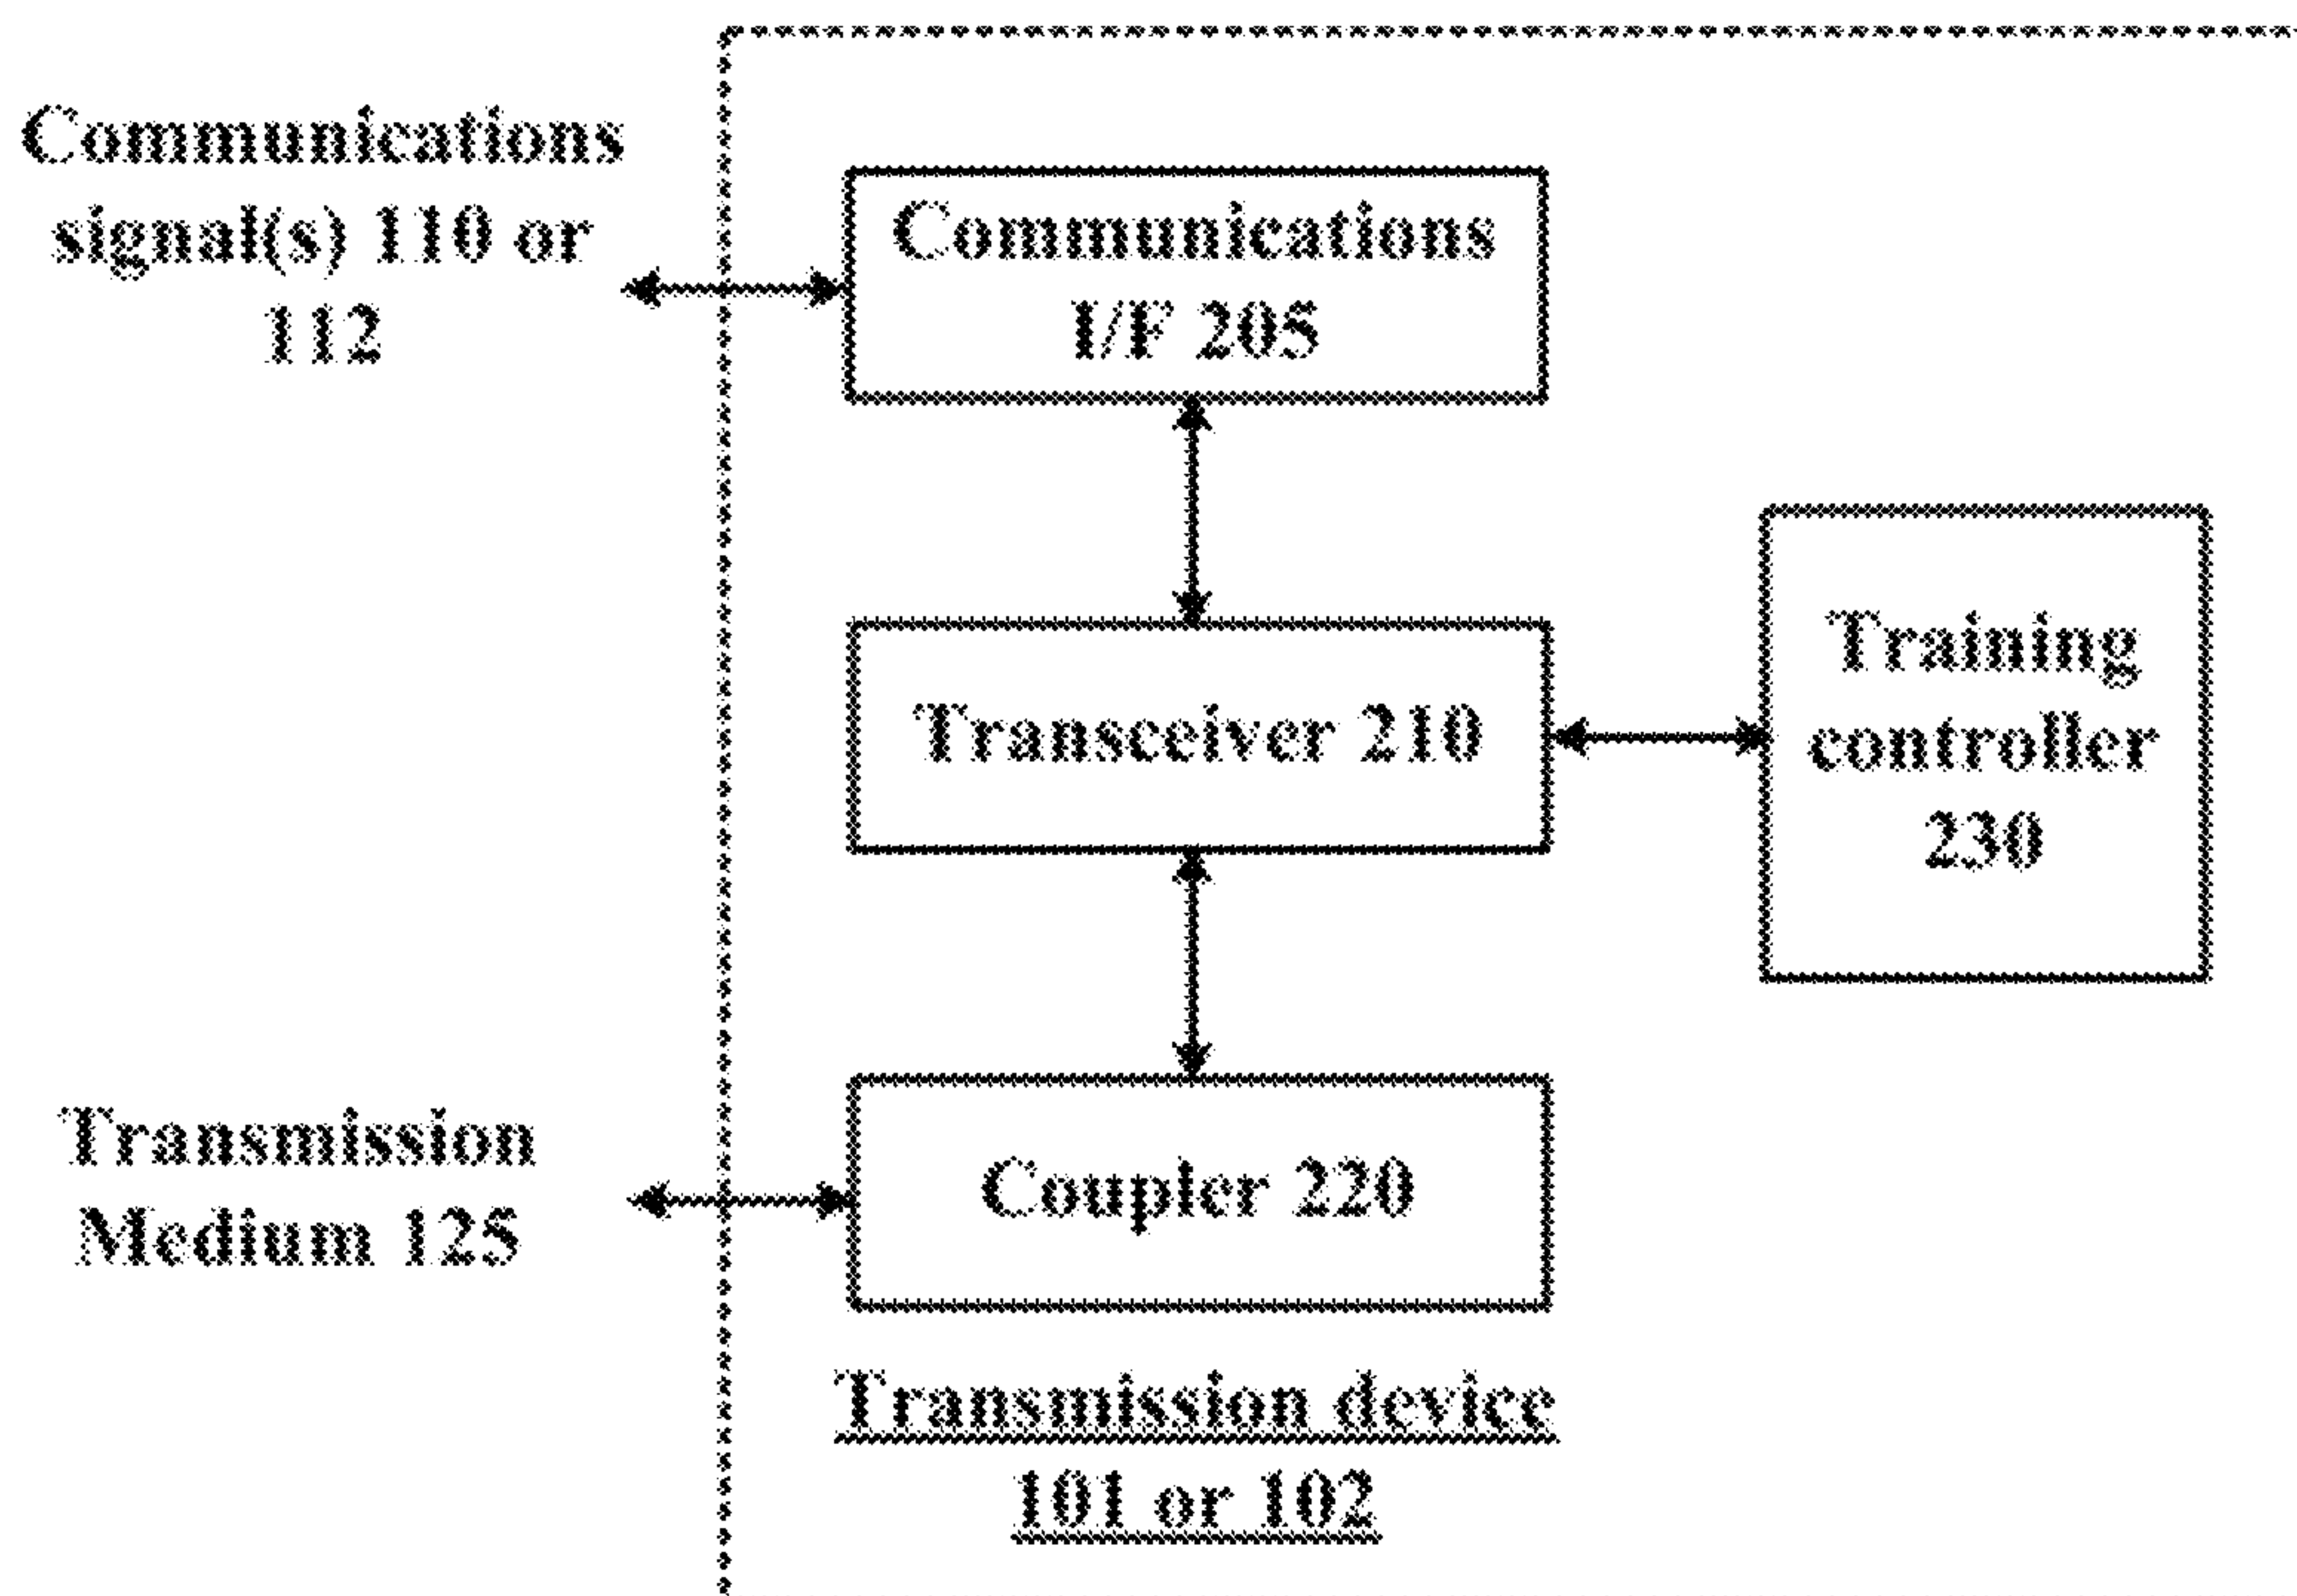 Communications
signal(s) 110 or
112
Communications
I/F 205
Transceiver 210
Training
controller
230
Transmission
Medium 125
Coupler 220
Transmission device
101 or 102